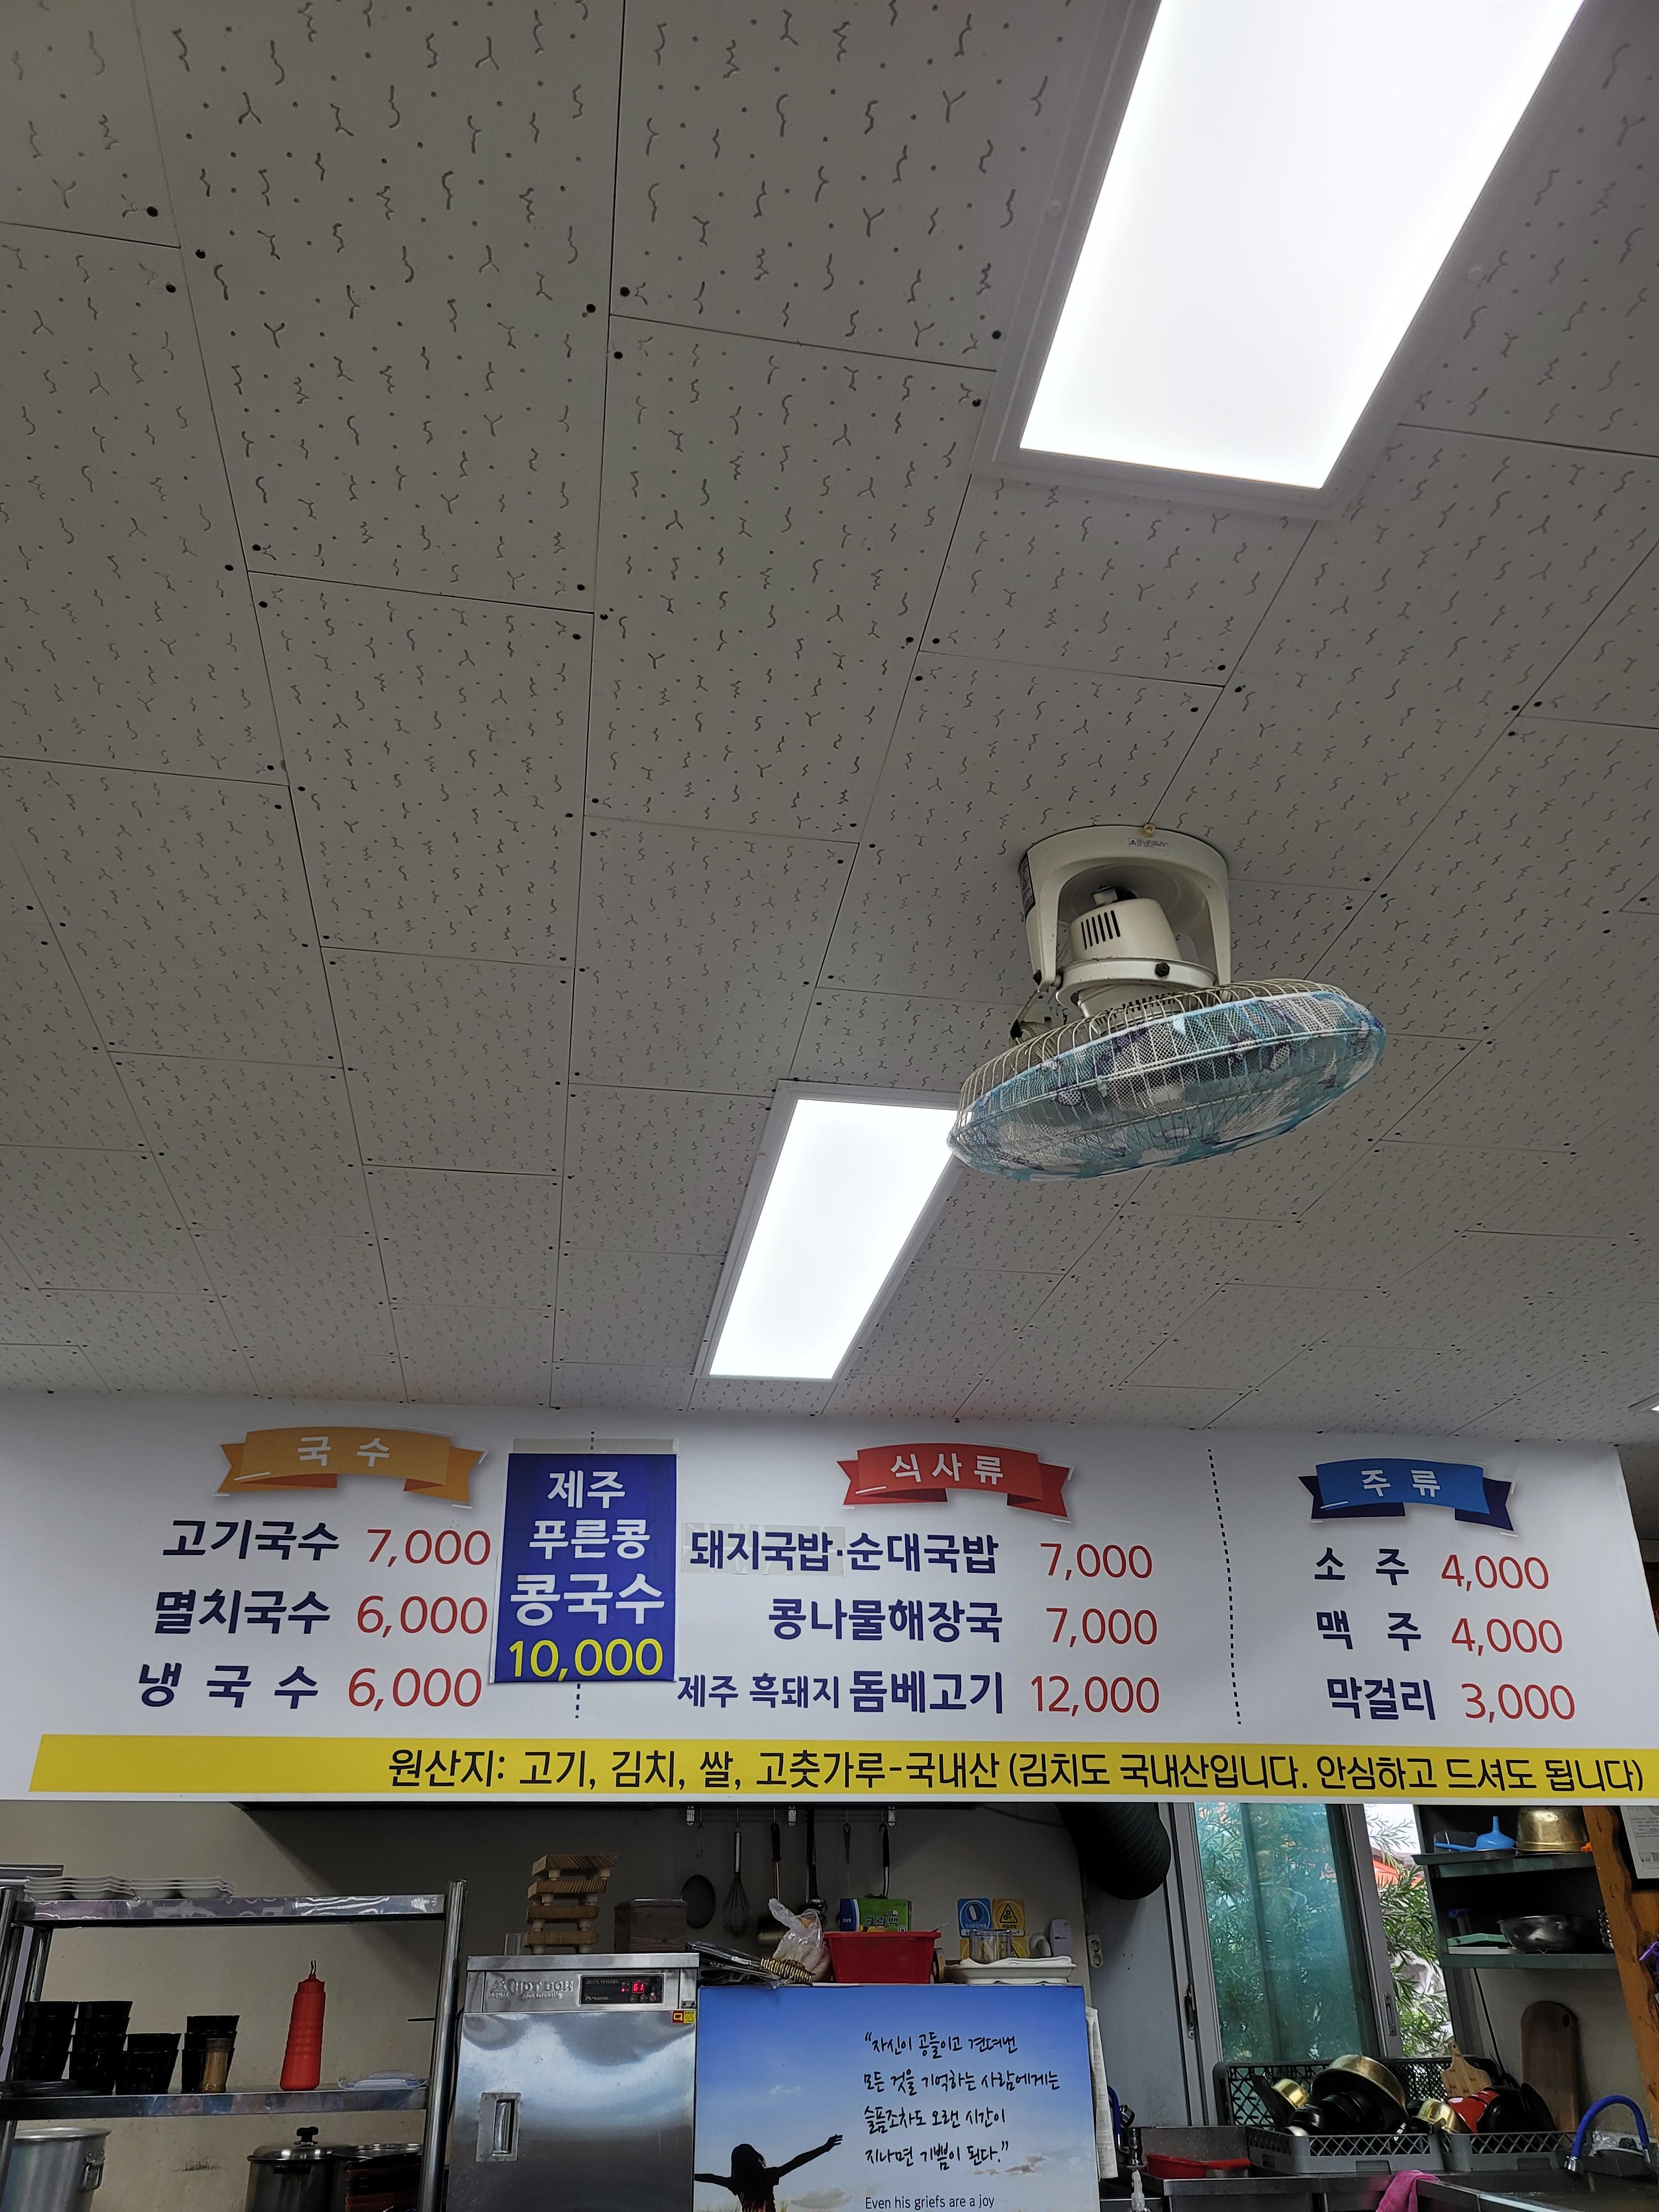 국수
고기국수 7,000
멸치국수 6,000
냉국수 6,000
제주
푸른콩
콩국수
10,000
식사류
돼지국밥·순대국밥 7,000
콩나물해장국 7,000
제주 흑돼지 돔베고기 12,000
주류
소주 4,000
맥주 4,000
막걸리 3,000
원산지: 고기, 김치, 쌀, 고춧가루-국내산 (김치도 국내산입니다. 안심하고 드셔도 됩니다)
HOT BOX
61
크린백
"자신이 공들이고 견뎌낸
모든 것을 기억하는 사람에게는
슬픔조차도 오랜 시간이
지나면 기쁨이 된다."
Even his griefs are a joy